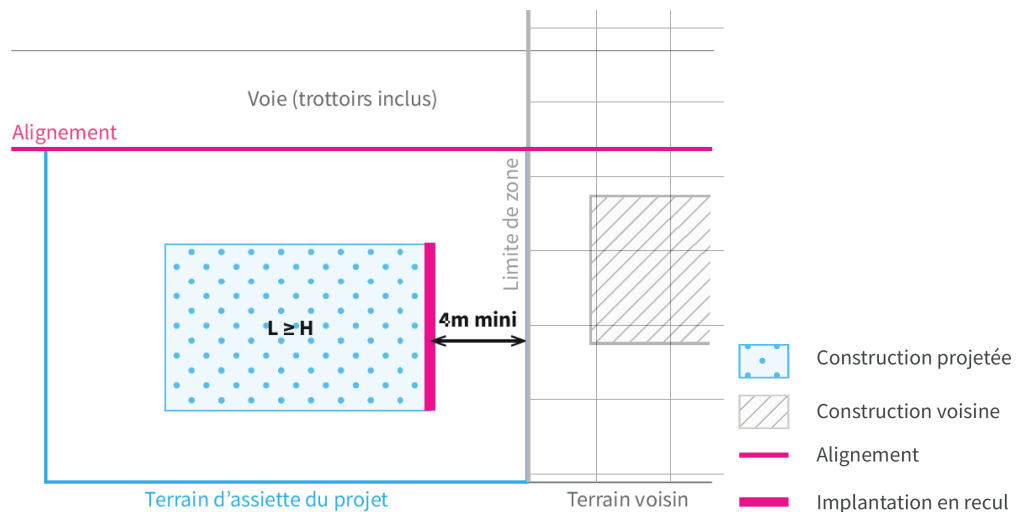 Voie (trottoirs inclus)
Alignement
Limite de zone
4m mini
L ≥ H
Construction projetée
Construction voisine
Alignement
Implantation en recul
Terrain d’assiette du projet
Terrain voisin